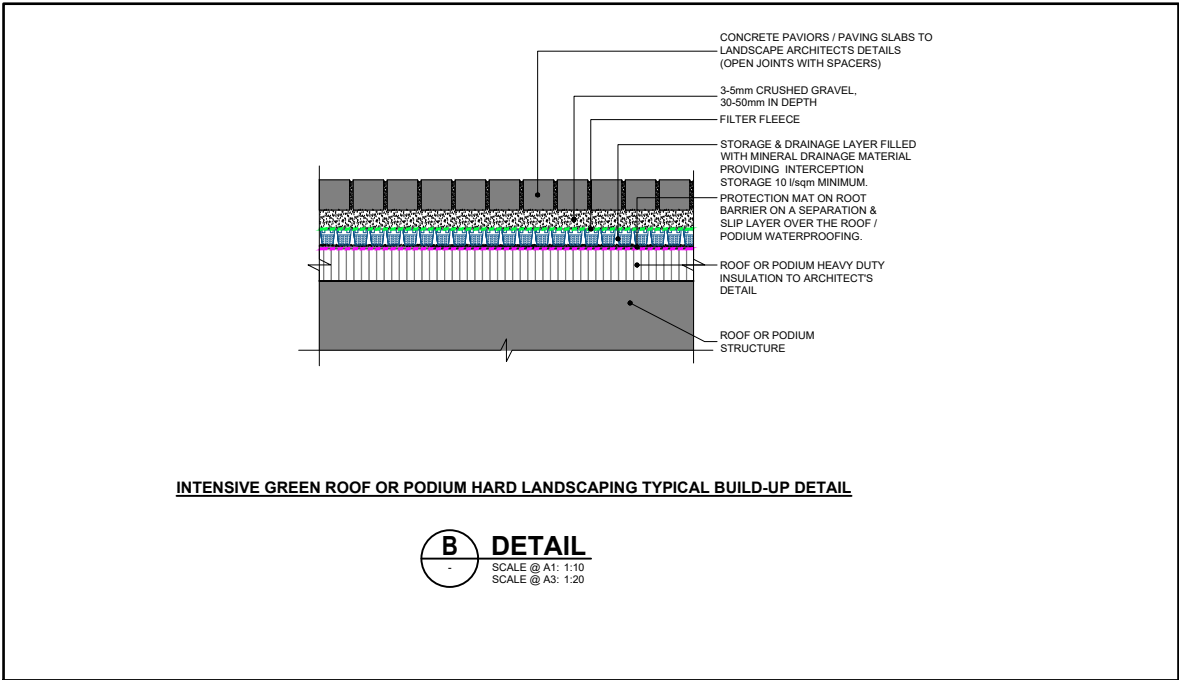 CONCRETE PAVIORS / PAVING SLABS TO
LANDSCAPE ARCHITECTS DETAILS
(OPEN JOINTS WITH SPACERS)
3-5mm CRUSHED GRAVEL,
30-50mm IN DEPTH
FILTER FLEECE
STORAGE & DRAINAGE LAYER FILLED
WITH MINERAL DRAINAGE MATERIAL
PROVIDING INTERCEPTION
STORAGE 10 l/sqm MINIMUM.
PROTECTION MAT ON ROOT
BARRIER ON A SEPARATION &
SLIP LAYER OVER THE ROOF /
PODIUM WATERPROOFING.
ROOF OR PODIUM HEAVY DUTY
INSULATION TO ARCHITECT'S
DETAIL
ROOF OR PODIUM
STRUCTURE
INTENSIVE GREEN ROOF OR PODIUM HARD LANDSCAPING TYPICAL BUILD-UP DETAIL
B DETAIL
- SCALE @ A1: 1:10
SCALE @ A3: 1:20